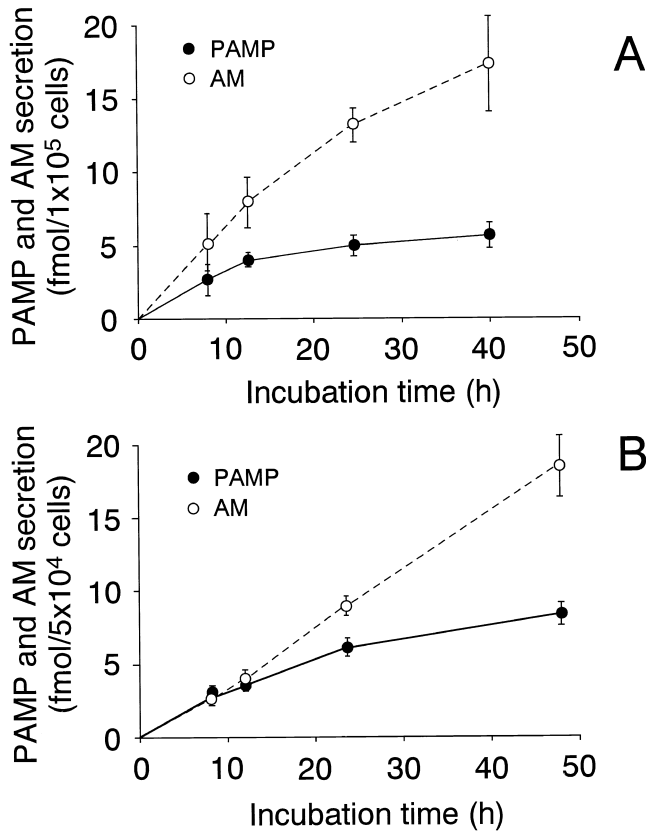 A
PAMP and AM secretion
(fmol/1x10⁵ cells)
20
15
10
5
0
PAMP
AM
0 10 20 30 40 50
Incubation time (h)
B
PAMP and AM secretion
(fmol/5x10⁴ cells)
20
15
10
5
0
PAMP
AM
0 10 20 30 40 50
Incubation time (h)